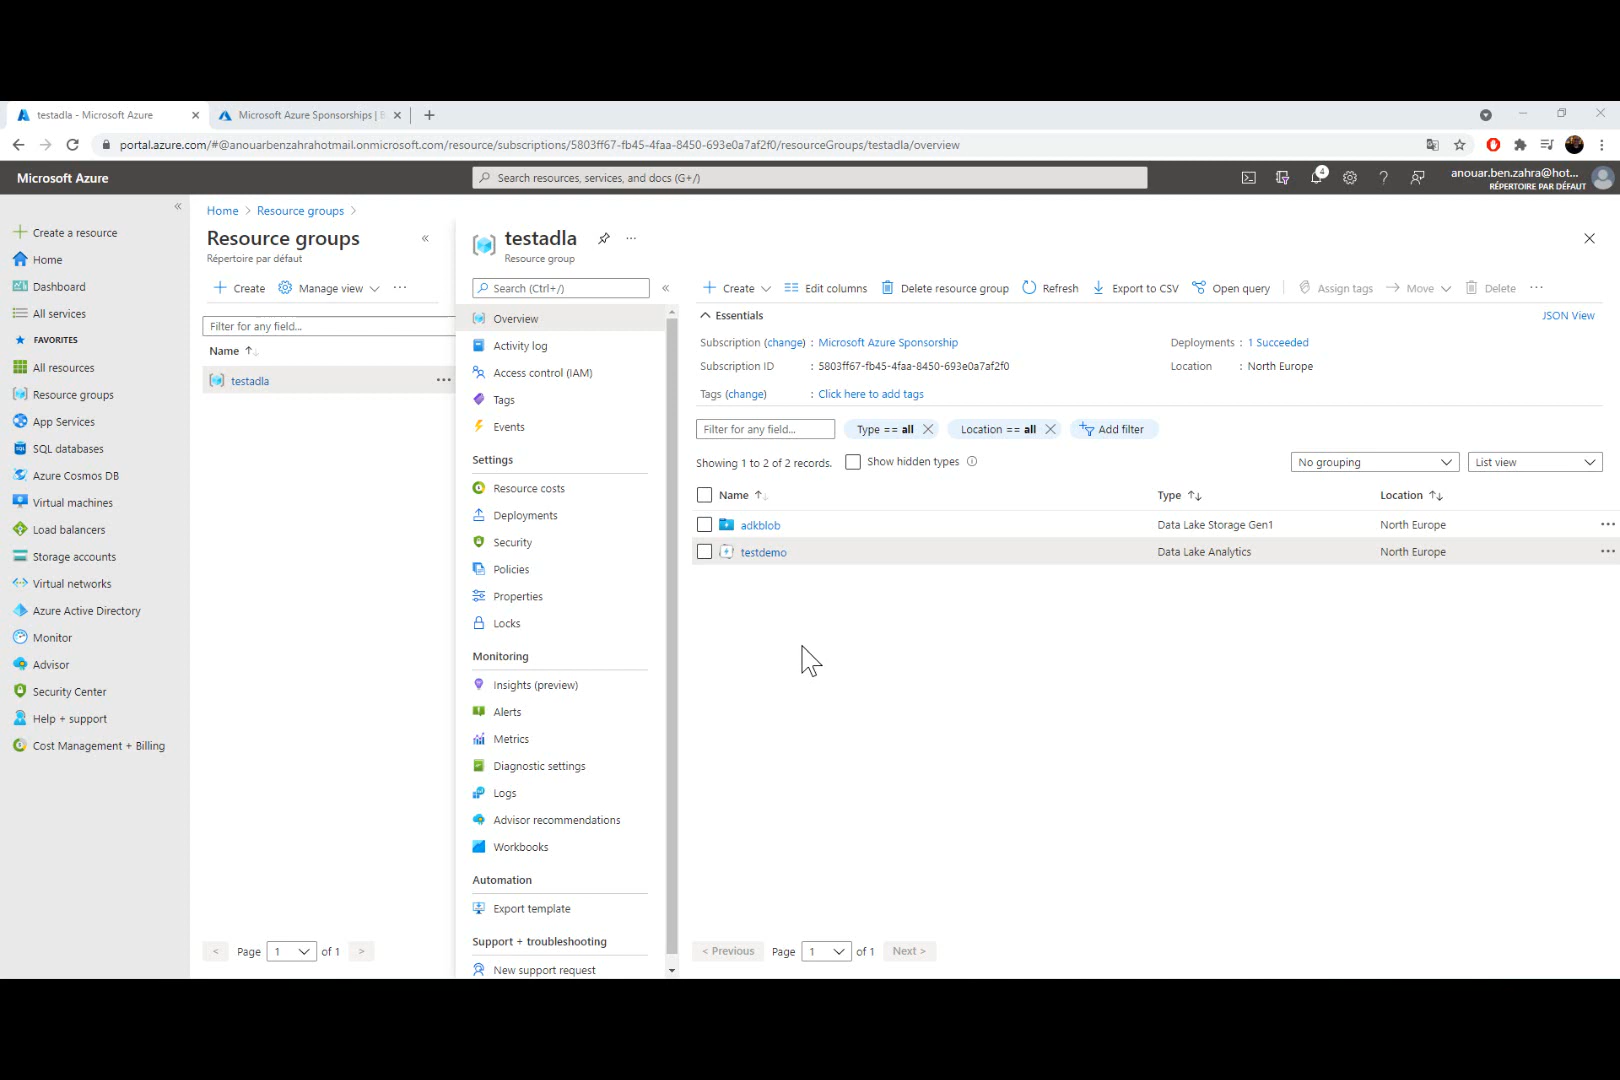 testadla - Microsoft Azure
Microsoft Azure Sponsorships |
portal.azure.com/#@anouarbenzahrahotmail.onmicrosoft.com/resource/subscriptions/5803ff67-fb45-4faa-8450-693e0a7af2f0/resourceGroups/testadla/overview
Microsoft Azure
Search resources, services, and docs (G+/)
4
anouar.ben.zahra@hot...
RÉPERTOIRE PAR DÉFAUT
Create a resource
Home
Dashboard
All services
FAVORITES
All resources
Resource groups
App Services
SQL databases
Azure Cosmos DB
Virtual machines
Load balancers
Storage accounts
Virtual networks
Azure Active Directory
Monitor
Advisor
Security Center
Help + support
Cost Management + Billing
Home > Resource groups >
Resource groups
Répertoire par défaut
Create
Manage view
Filter for any field...
Name
testadla
< Page 1 of 1 >
testadla
Resource group
Search (Ctrl+/)
Overview
Activity log
Access control (IAM)
Tags
Events
Settings
Resource costs
Deployments
Security
Policies
Properties
Locks
Monitoring
Insights (preview)
Alerts
Metrics
Diagnostic settings
Logs
Advisor recommendations
Workbooks
Automation
Export template
Support + troubleshooting
New support request
Create Edit columns Delete resource group Refresh Export to CSV Open query Assign tags Move Delete
Essentials
JSON View
Subscription (change) : Microsoft Azure Sponsorship
Deployments : 1 Succeeded
Subscription ID : 5803ff67-fb45-4faa-8450-693e0a7af2f0
Location : North Europe
Tags (change) : Click here to add tags
Filter for any field... Type == all Location == all Add filter
Showing 1 to 2 of 2 records. Show hidden types
No grouping List view
Name Type Location
adkblob Data Lake Storage Gen1 North Europe
testdemo Data Lake Analytics North Europe
< Previous Page 1 of 1 Next >